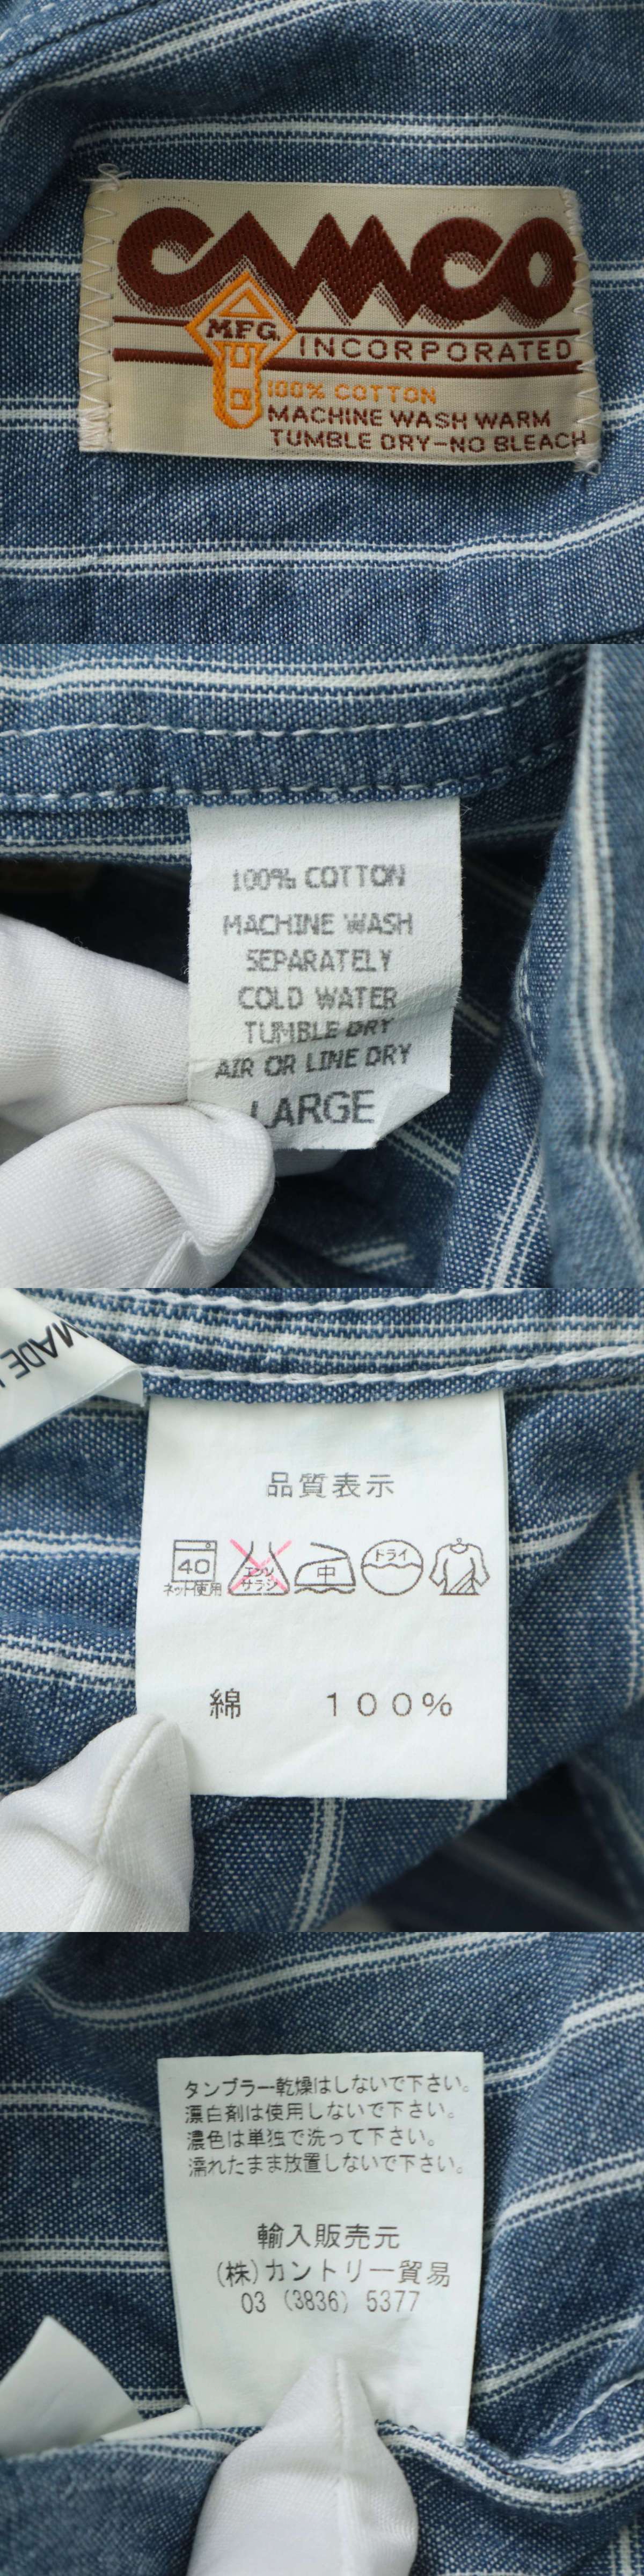 CAMCO
MFG.
INCORPORATED
100% COTTON
MACHINE WASH WARM
TUMBLE DRY-NO BLEACH
100% COTTON
MACHINE WASH
SEPARATELY
COLD WATER
TUMBLE DRY
AIR OR LINE DRY
LARGE
MADE
品質表示
40
ネット使用
エンソ
サラシ
中
ドライ
綿 100%
タンブラー乾燥はしないで下さい。
漂白剤は使用しないで下さい。
濃色は単独で洗って下さい。
濡れたまま放置しないで下さい。
輸入販売元
(株)カントリー貿易
03 (3836) 5377